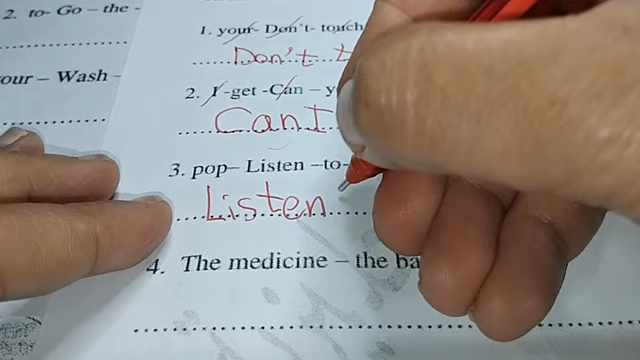 2. to- Go – the -
our – Wash -
1. your- Don't- touch
Don't t
2. I -get -Can – y
Can I
3. pop– Listen –to-
Listen
4. The medicine – the ba